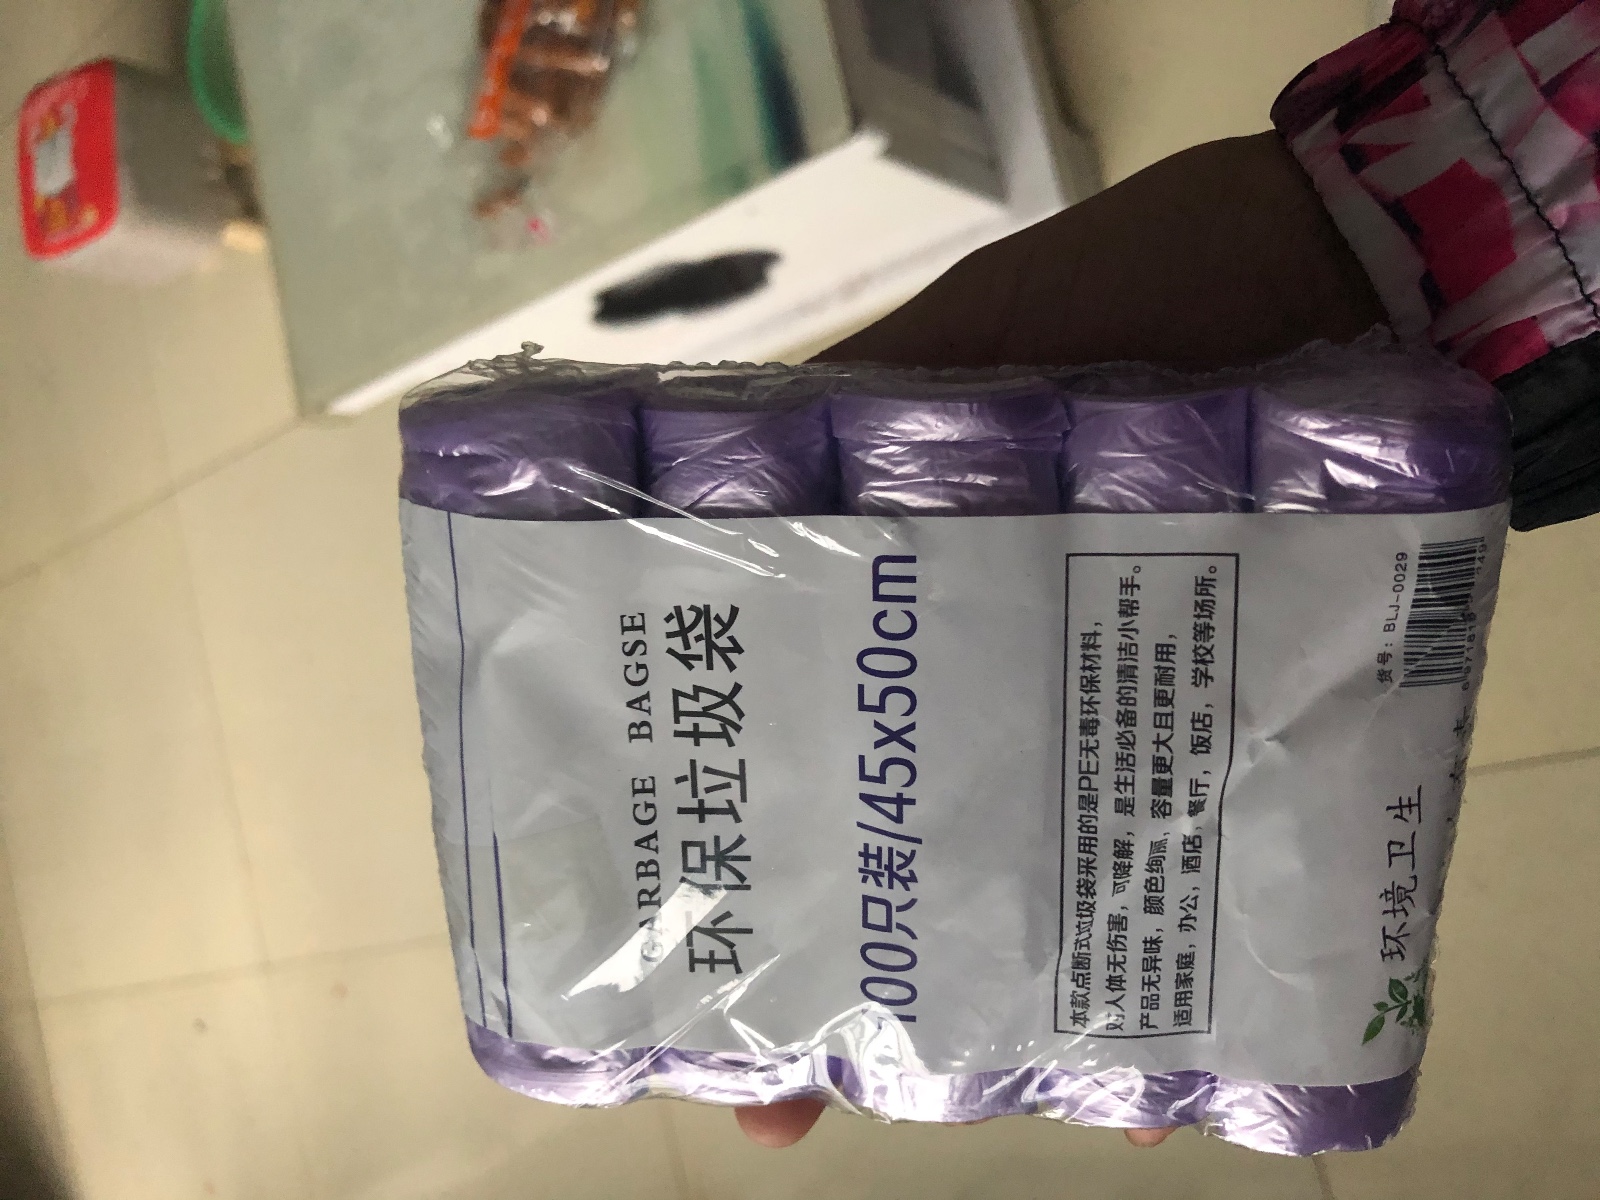 GARBAGE BAGSE
环保垃圾袋
100只装/45x50cm
本款点断式垃圾袋采用的是PE无毒环保材料，
对人体无伤害，可降解，是生活必备的清洁小帮手。
产品无异味，颜色绚丽，容量更大且更耐用，
适用家庭，办公，酒店，餐厅，饭店，学校等场所。
货号：BLJ-0029
环境卫生